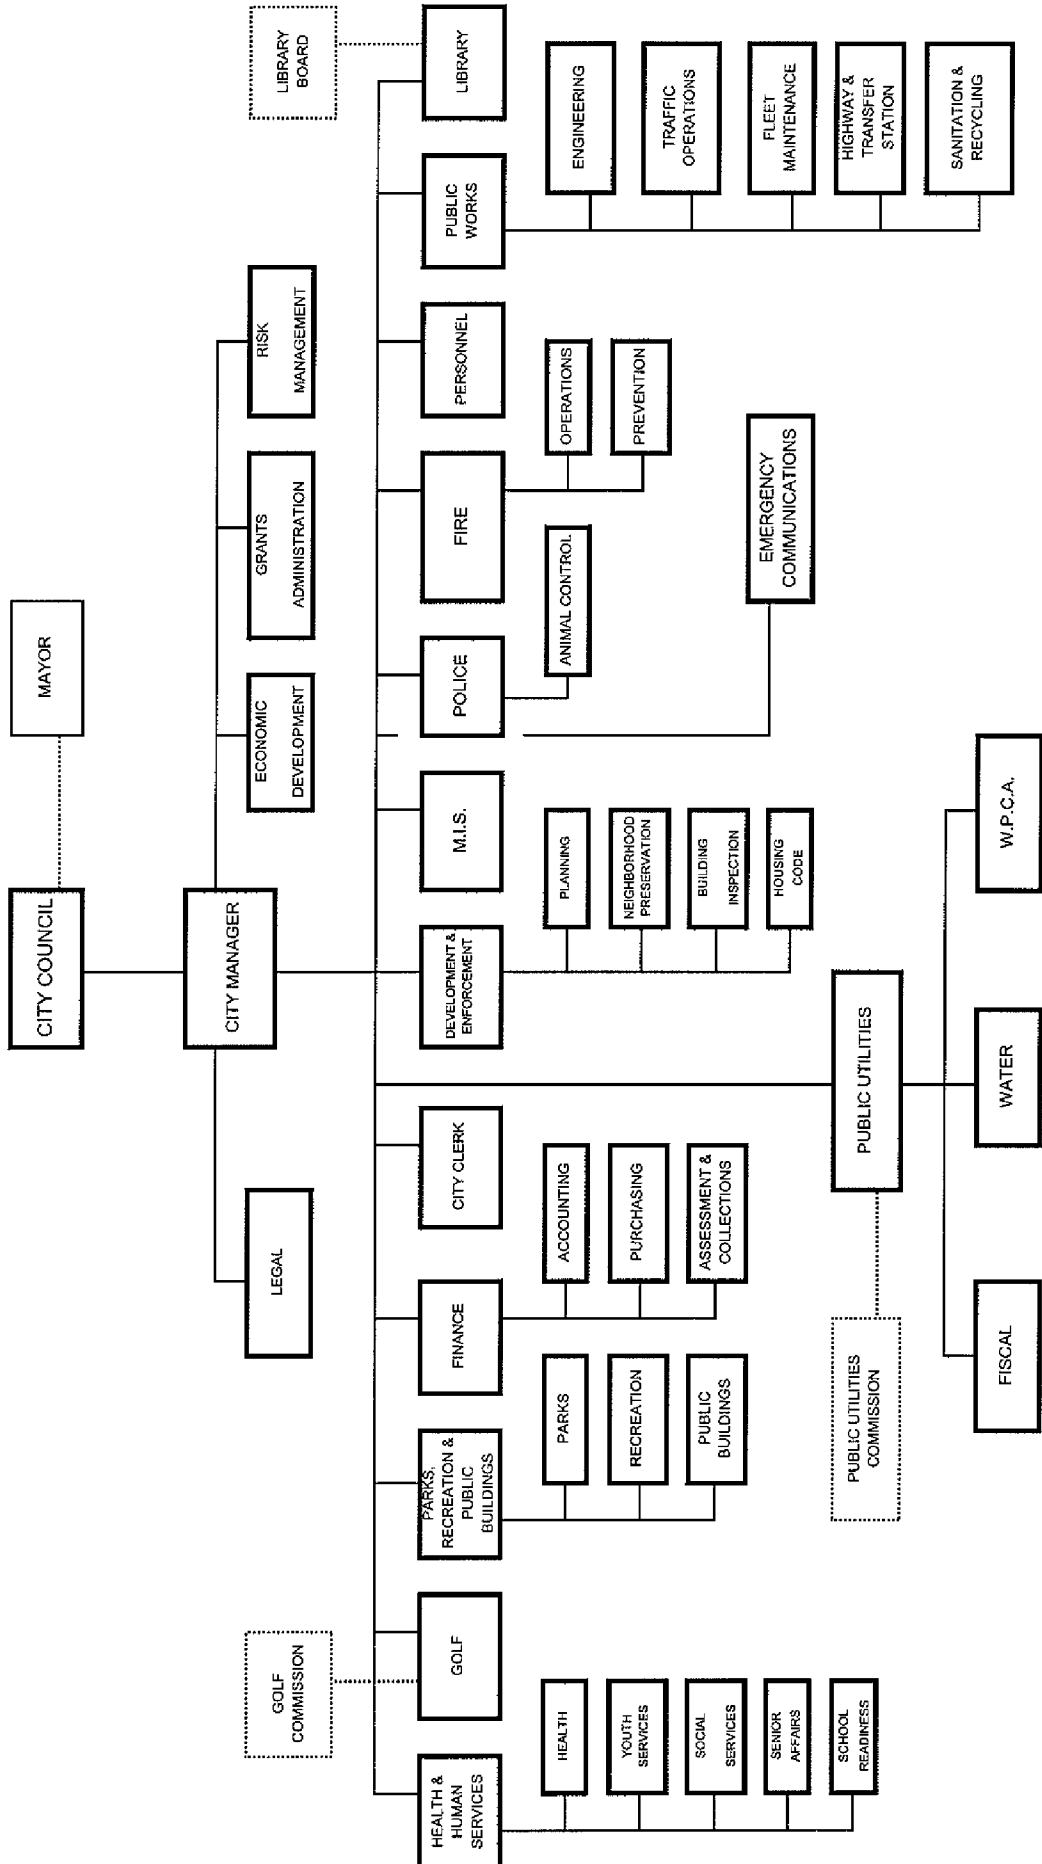 MAYOR
CITY COUNCIL
CITY MANAGER
LEGAL
ECONOMIC
DEVELOPMENT
GRANTS
ADMINISTRATION
RISK
MANAGEMENT
GOLF
COMMISSION
LIBRARY
BOARD
HEALTH &
HUMAN
SERVICES
GOLF
PARKS,
RECREATION &
PUBLIC
BUILDINGS
FINANCE
CITY CLERK
DEVELOPMENT &
ENFORCEMENT
M.I.S.
POLICE
FIRE
PERSONNEL
PUBLIC
WORKS
LIBRARY
HEALTH
YOUTH
SERVICES
SOCIAL
SERVICES
SENIOR
AFFAIRS
SCHOOL
READINESS
PARKS
RECREATION
PUBLIC
BUILDINGS
ACCOUNTING
PURCHASING
ASSESSMENT &
COLLECTIONS
PLANNING
NEIGHBORHOOD
PRESERVATION
BUILDING
INSPECTION
HOUSING
CODE
ANIMAL CONTROL
OPERATIONS
PREVENTION
EMERGENCY
COMMUNICATIONS
ENGINEERING
TRAFFIC
OPERATIONS
FLEET
MAINTENANCE
HIGHWAY &
TRANSFER
STATION
SANITATION &
RECYCLING
PUBLIC UTILITIES
COMMISSION
PUBLIC UTILITIES
FISCAL
WATER
W.P.C.A.